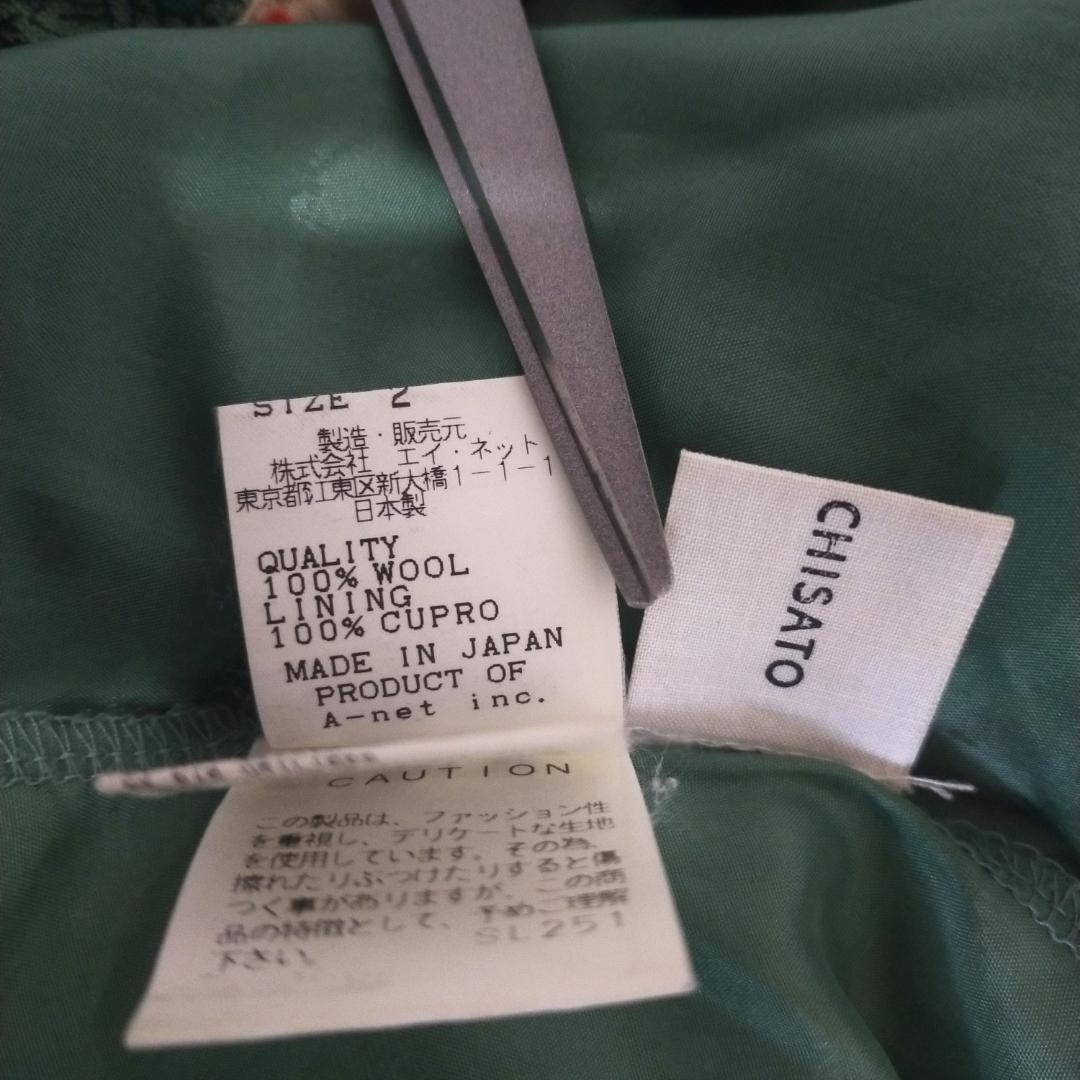 SIZE 2
製造・販売元
株式会社 エイ・ネット
東京都江東区新大橋1-1-1
日本製
QUALITY
100% WOOL
LINING
100% CUPRO
MADE IN JAPAN
PRODUCT OF
A-net inc.
CHISATO
CAUTION
この製品は、ファッション性
を重視し、デリケートな生地
を使用しています。その為、
擦れたりぶつけたりすると傷
つく事がありますが、この商
品の特徴として、予めご理解
下さい。
SL251